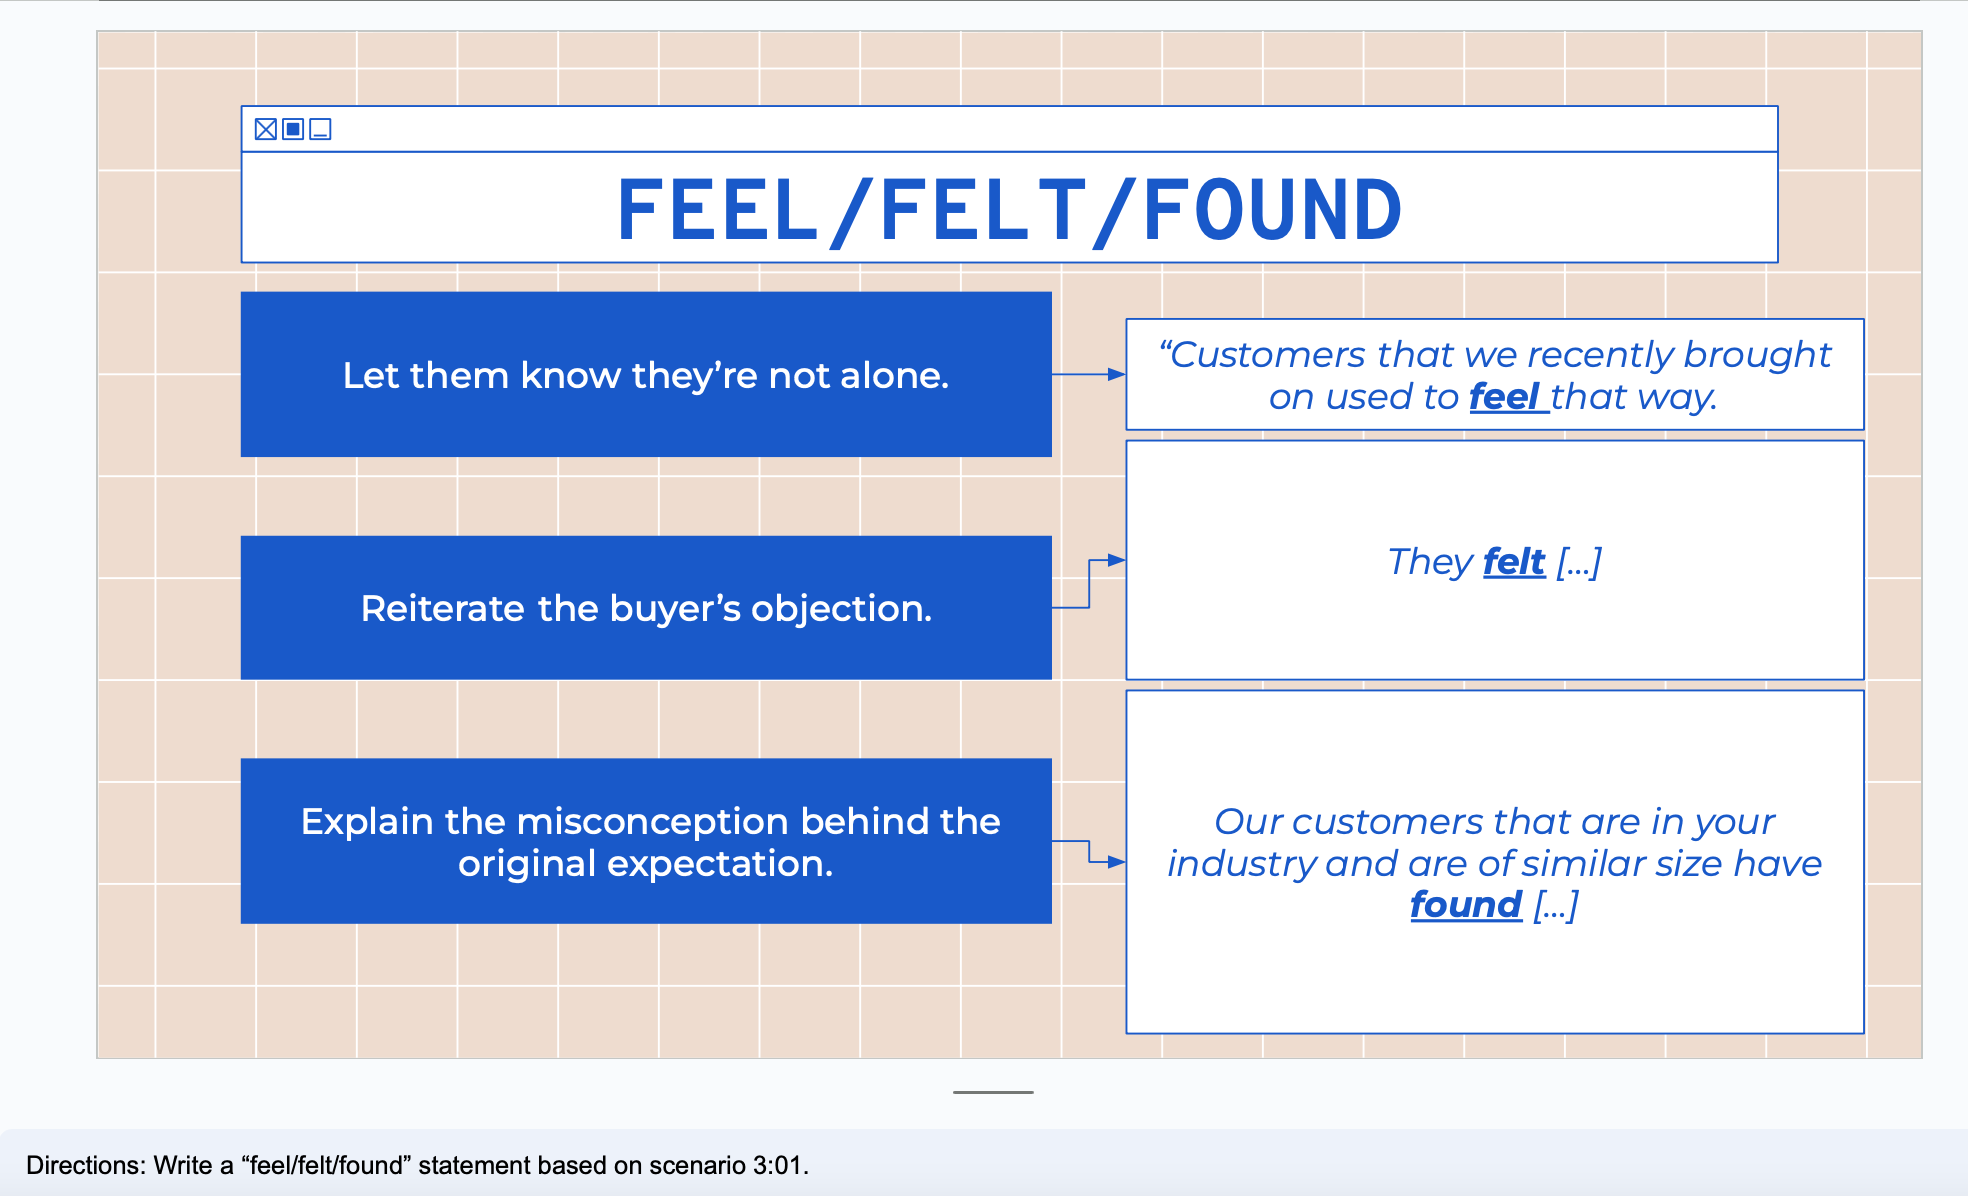 FEEL/FELT/FOUND
Let them know they’re not alone.
“Customers that we recently brought
on used to feel that way.
Reiterate the buyer’s objection.
They felt [...]
Explain the misconception behind the
original expectation.
Our customers that are in your
industry and are of similar size have
found [...]
Directions: Write a “feel/felt/found” statement based on scenario 3:01.